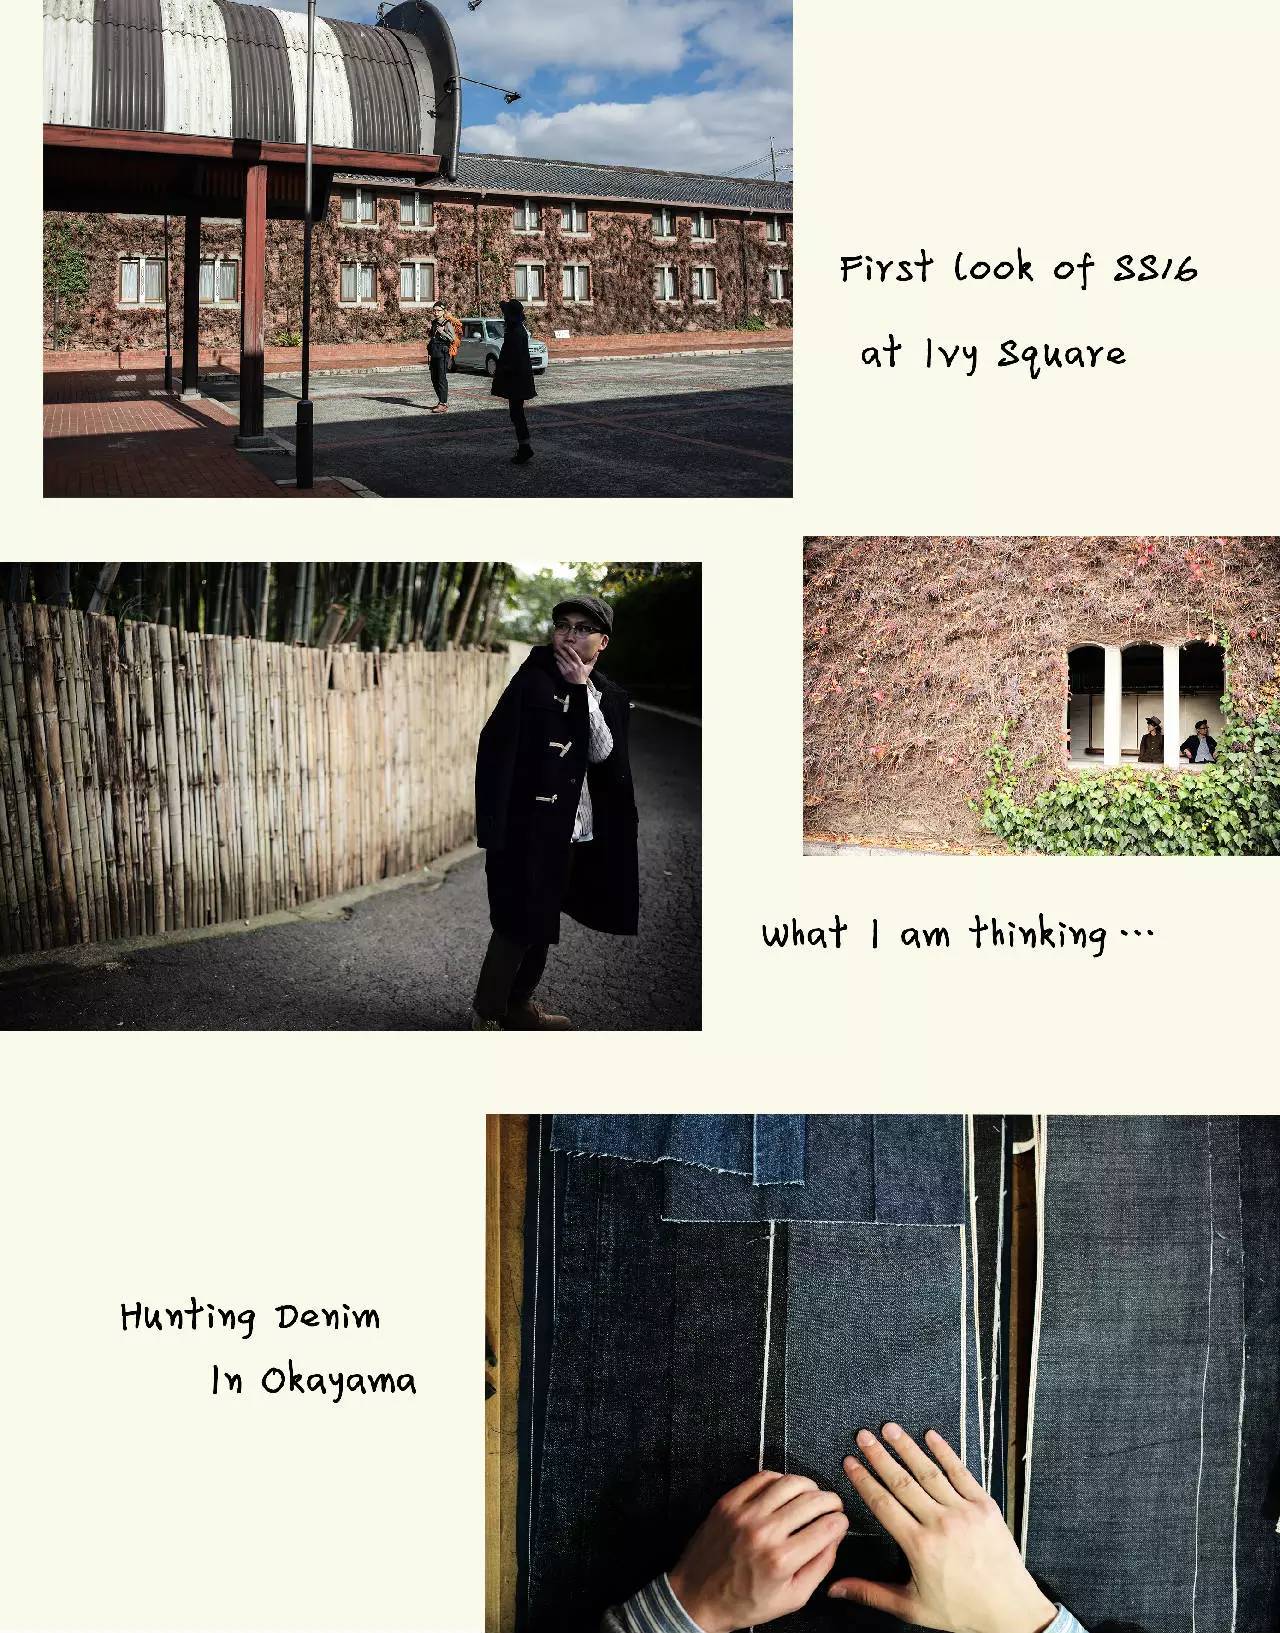 First look of SS16
at Ivy Square
What I am thinking...
Hunting Denim
In Okayama